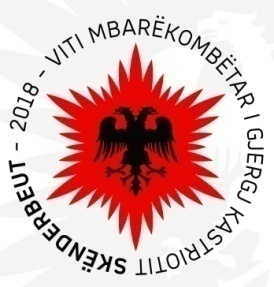 2018 - VITI MBARËKOMBËTAR I GJERGJ KASTRIOTIT SKËNDERBEUT -